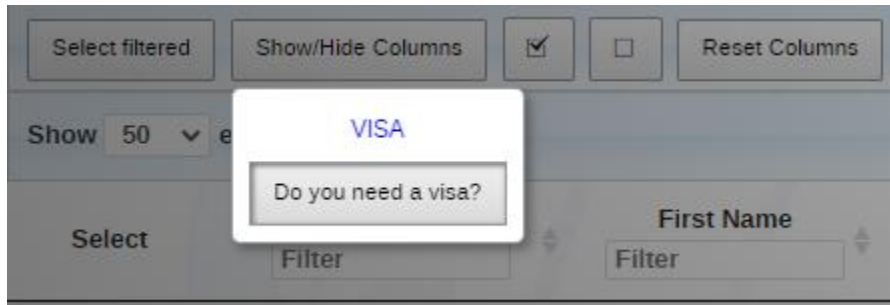 Select filtered Show/Hide Columns Reset Columns
Show 50 e
VISA
Do you need a visa?
Select First Name
Filter Filter